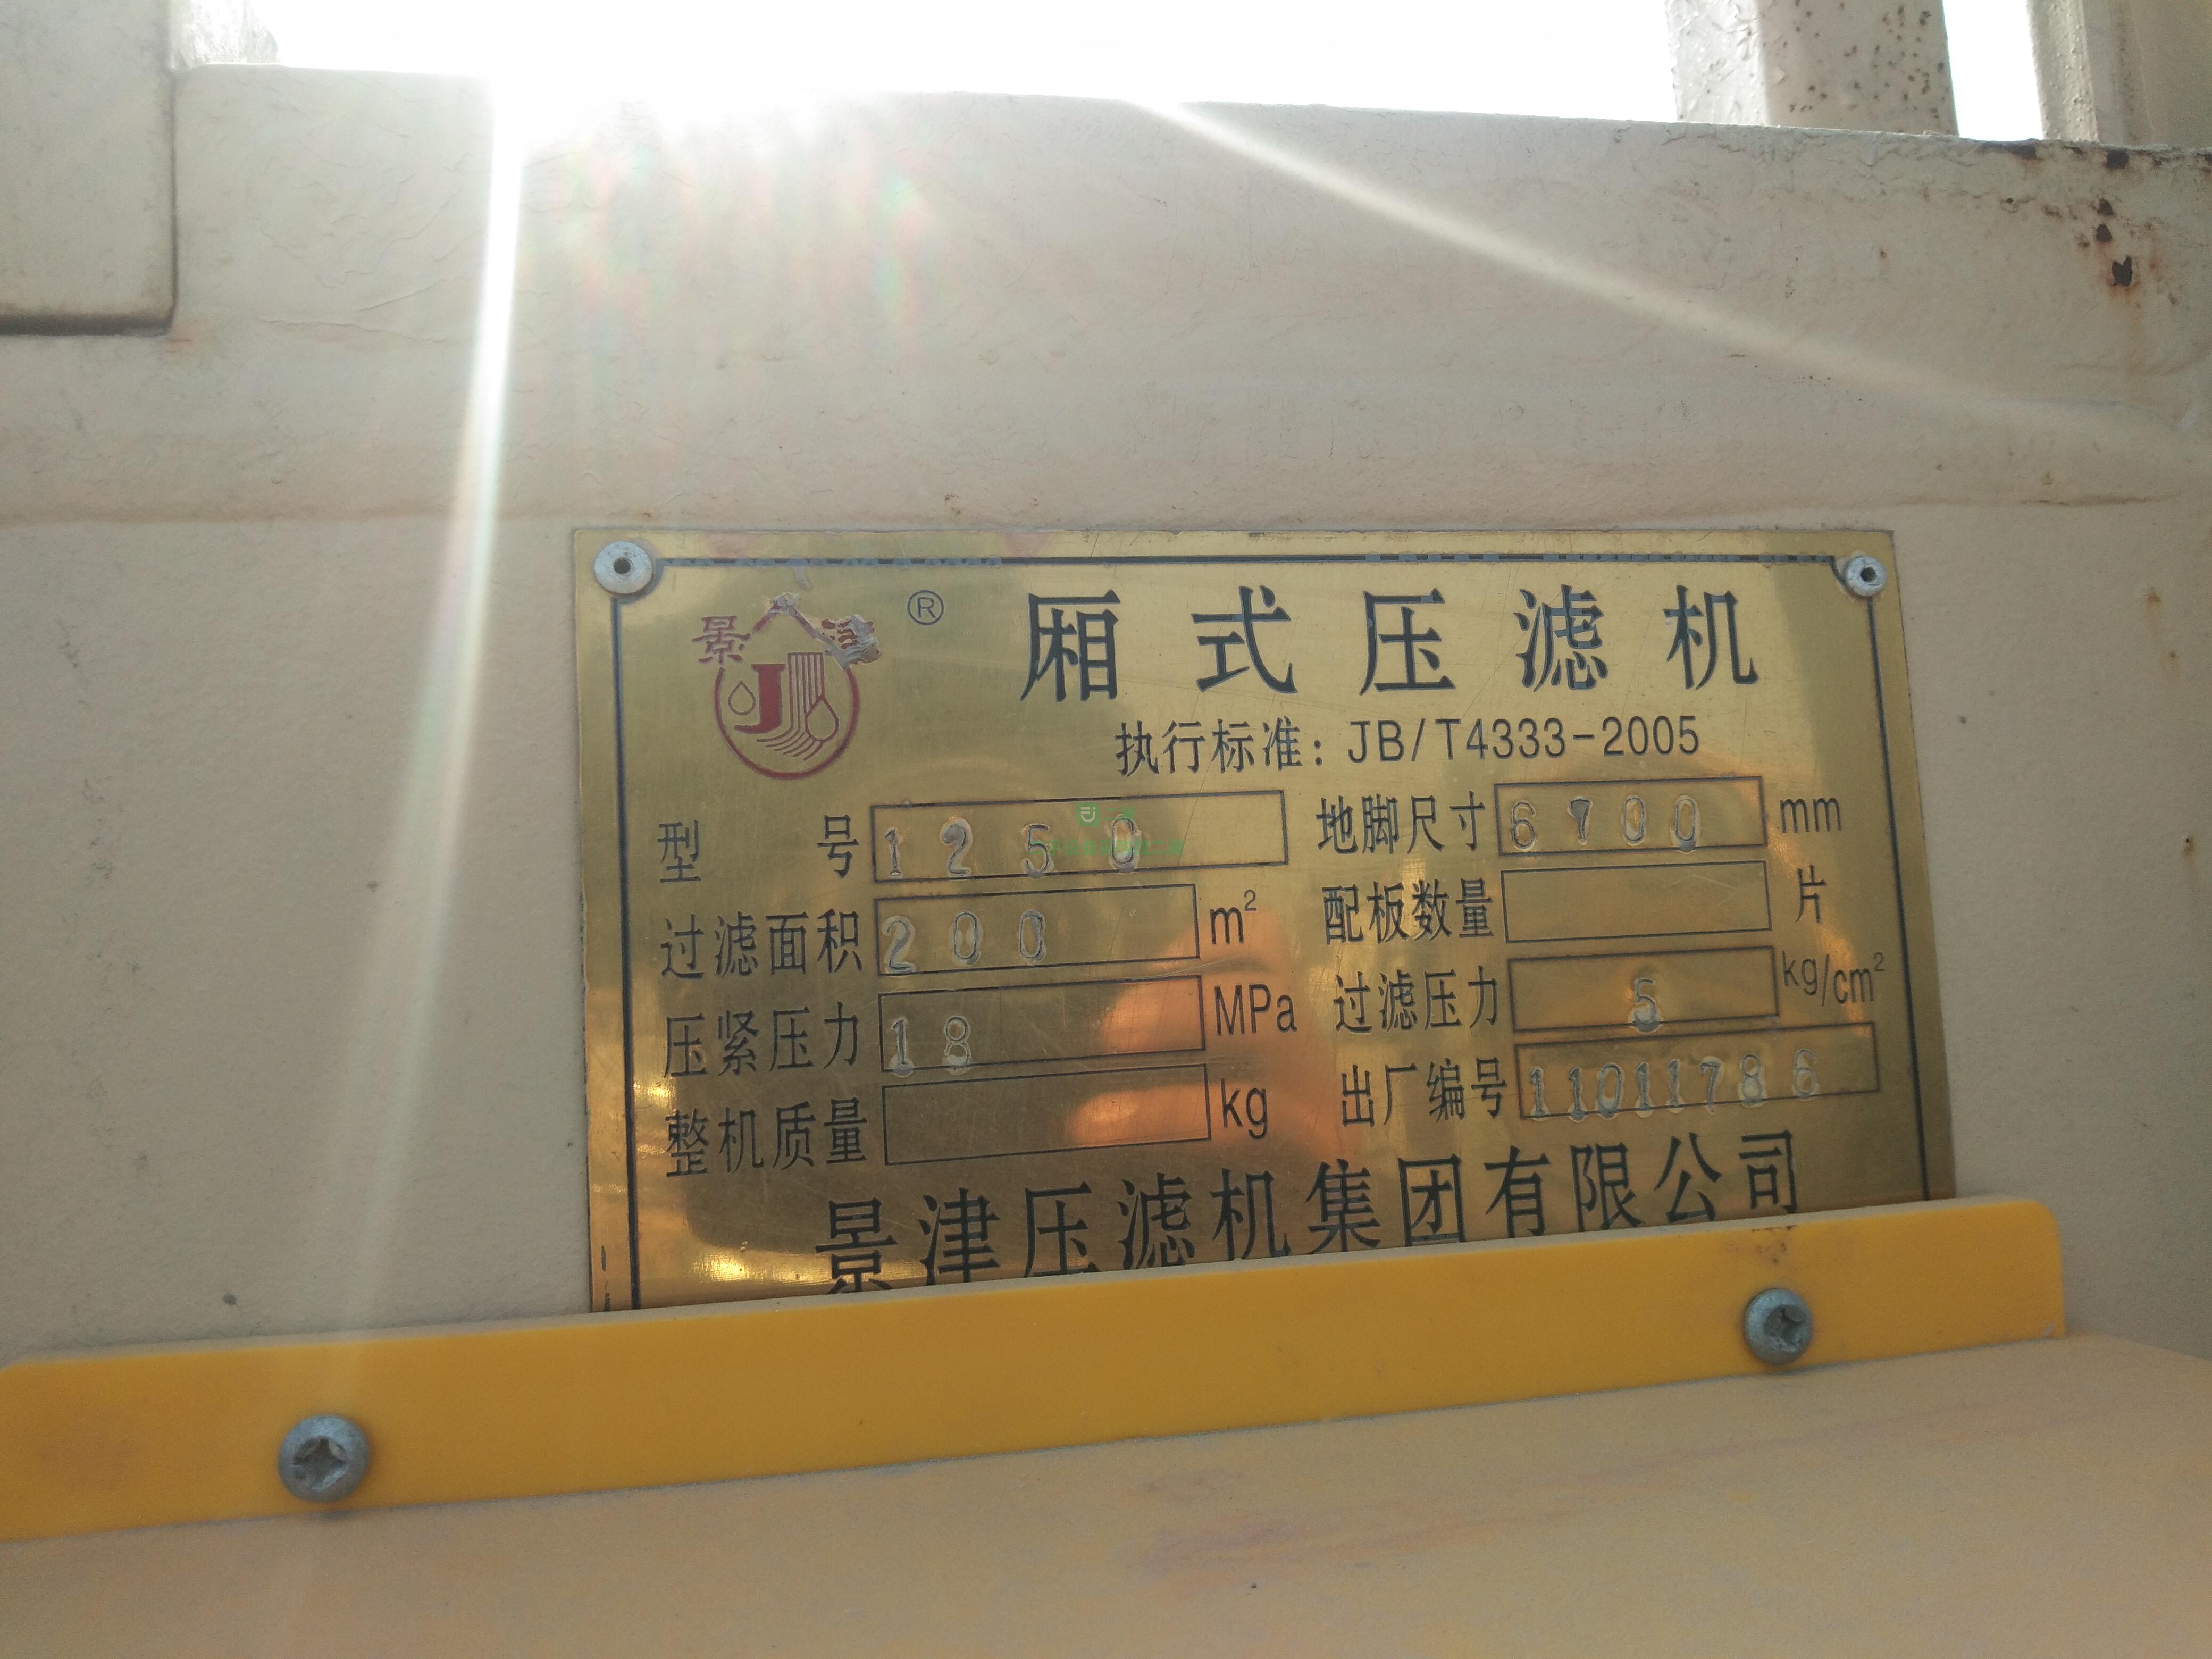 景津 ®
厢式压滤机
执行标准：JB/T4333-2005
型号 1250 地脚尺寸 6700 mm
过滤面积 200 m² 配板数量 片
压紧压力 18 MPa 过滤压力 5 kg/cm²
整机质量 kg 出厂编号 11011786
景津压滤机集团有限公司